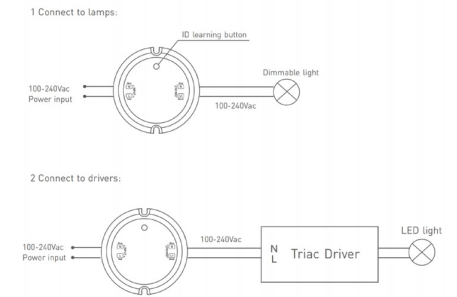 1 Connect to lamps:
ID learning button
Dimmable light
100-240Vac
Power input
100-240Vac
2 Connect to drivers:
100-240Vac
LED light
100-240Vac
Power input
N
L
Triac Driver